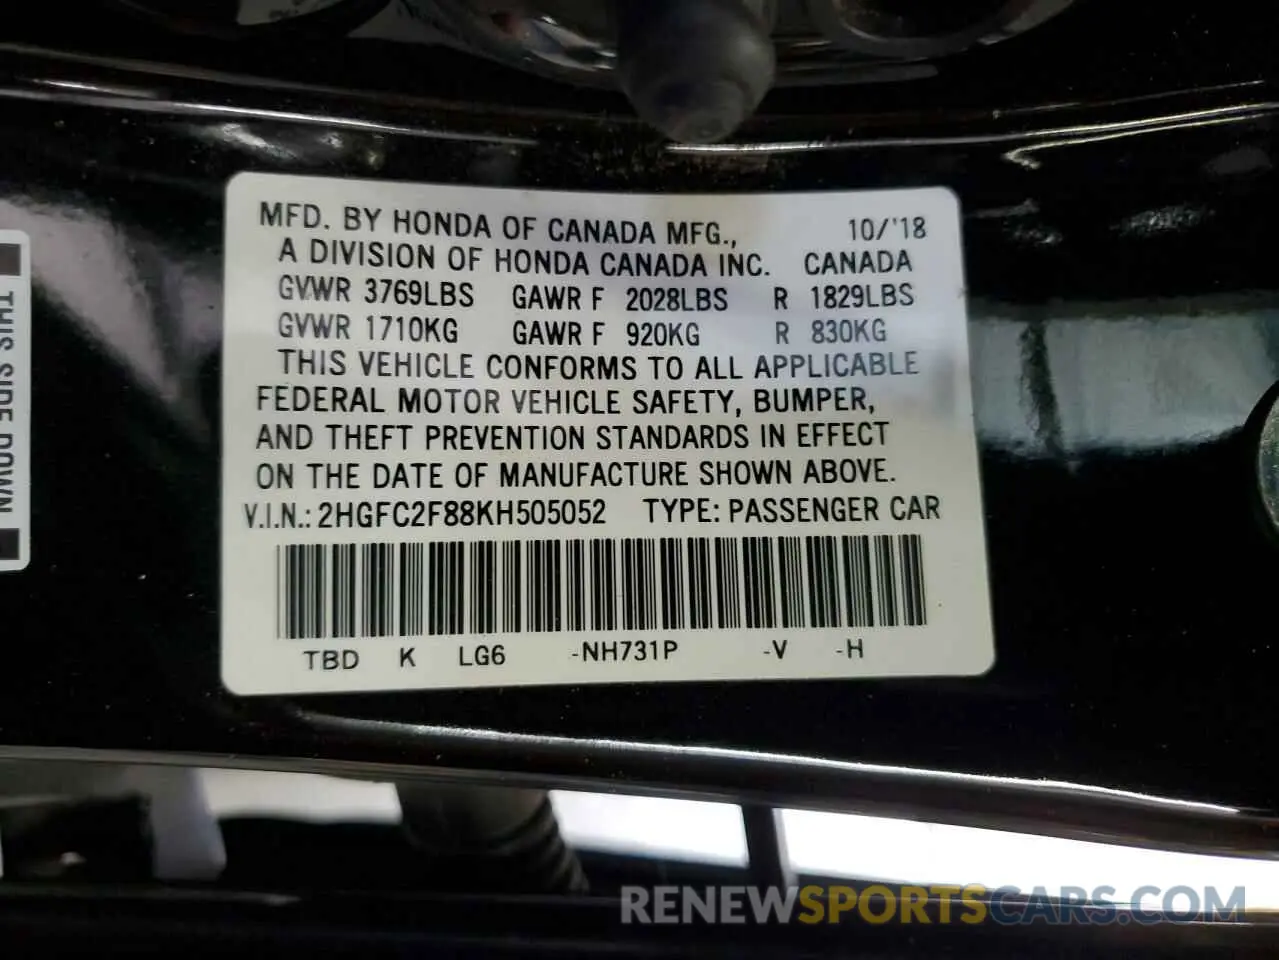 MFD. BY HONDA OF CANADA MFG., 10/'18
A DIVISION OF HONDA CANADA INC. CANADA
GVWR 3769LBS GAWR F 2028LBS R 1829LBS
GVWR 1710KG GAWR F 920KG R 830KG
THIS VEHICLE CONFORMS TO ALL APPLICABLE
FEDERAL MOTOR VEHICLE SAFETY, BUMPER,
AND THEFT PREVENTION STANDARDS IN EFFECT
ON THE DATE OF MANUFACTURE SHOWN ABOVE.
V.I.N.: 2HGFC2F88KH505052 TYPE: PASSENGER CAR
TBD K LG6 -NH731P -V -H
THIS SIDE DOWN
RENEWSPORTSCARS.COM